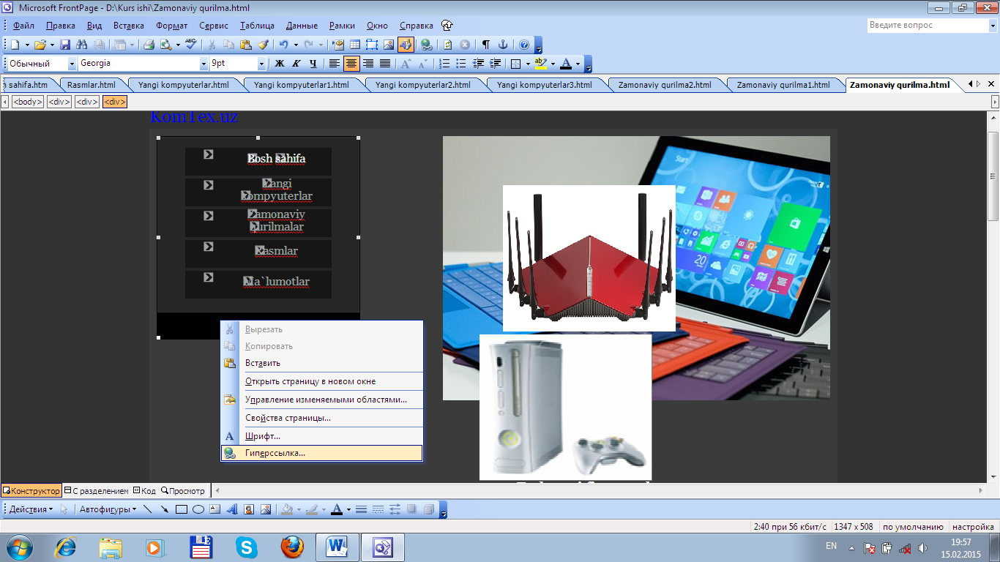 Microsoft FrontPage - D:\Kurs ishi\Zamonaviy qurilma.html
Файл Правка Вид Вставка Формат Сервис Таблица Данные Рамки Окно Справка Введите вопрос
Обычный Georgia 9pt Ж К Ч
sahifa.htm Rasmlar.html Yangi kompyuterlar.html Yangi kompyuterlar1.html Yangi kompyuterlar2.html Yangi kompyuterlar3.html Zamonaviy qurilma2.html Zamonaviy qurilma1.html Zamonaviy qurilma.html
<body> <div> <div> <div>
KomTex.uz
Bosh sahifa
Yangi
kompyuterlar
Zamonaviy
qurilmalar
Rasmlar
Ma`lumotlar
Start
20
Вырезать
Копировать
Вставить
Открыть страницу в новом окне
Управление изменяемыми областями...
Свойства страницы...
Шрифт...
Гиперссылка...
Конструктор С разделением Код Просмотр
Действия Автофигуры
2:40 при 56 кбит/с 1347 x 508 по умолчанию настройка
EN 19:57
15.02.2015